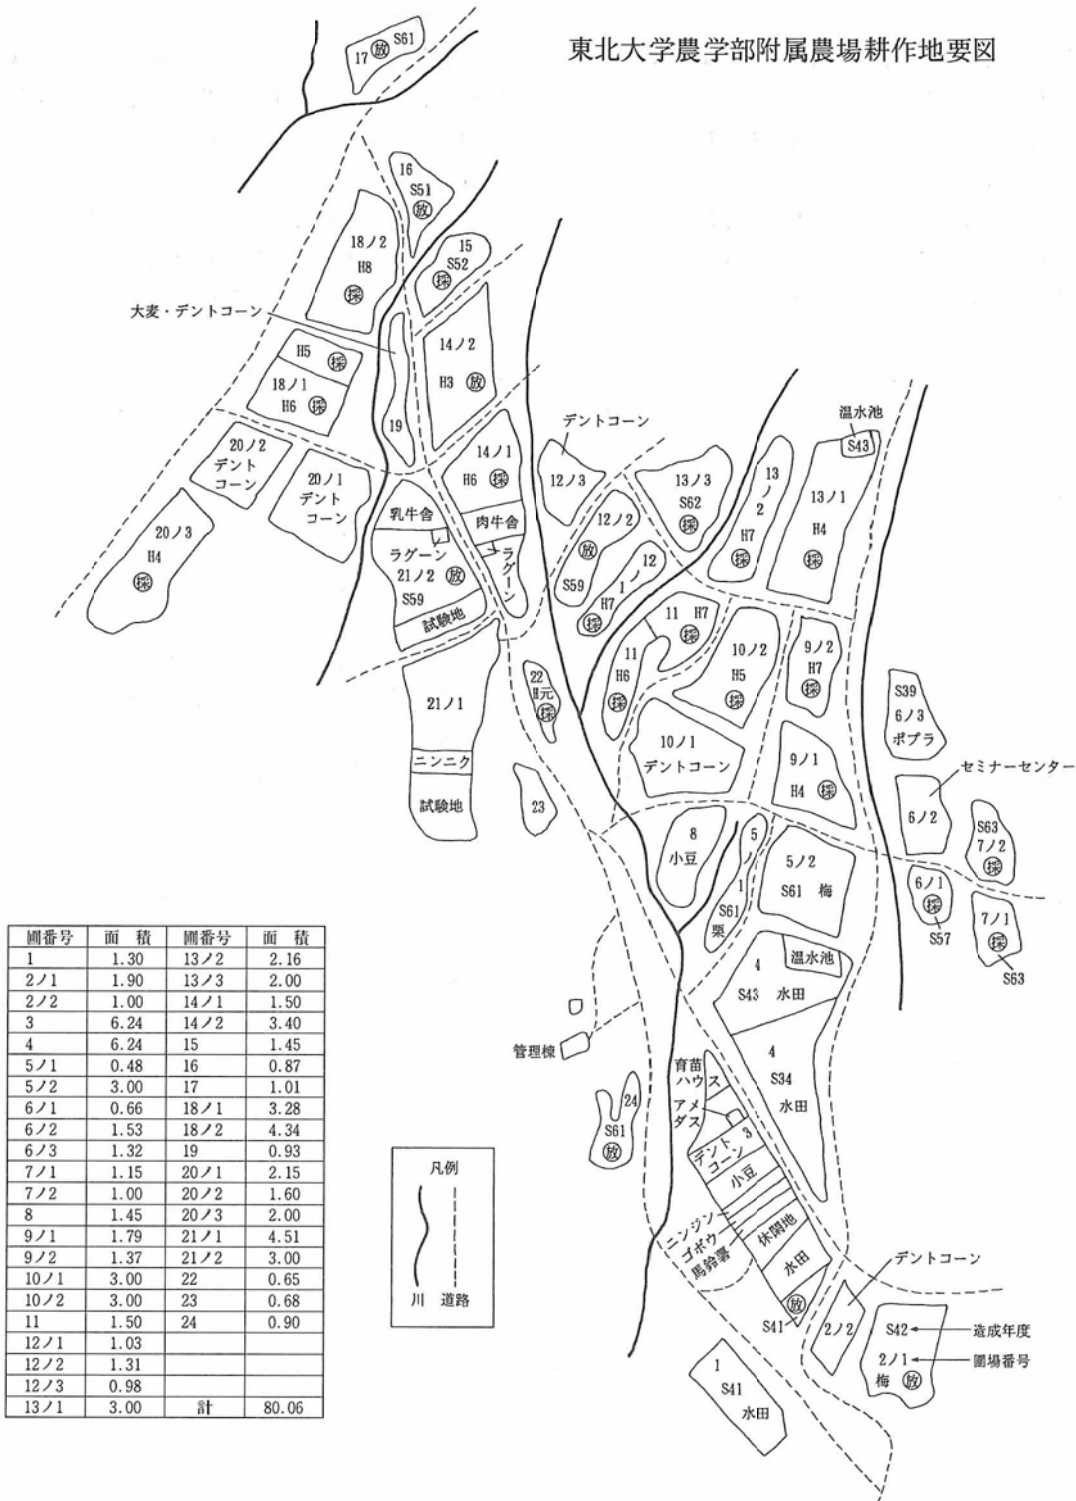 東北大学農学部附属農場耕作地要図
17 放 S61
16
S51
放
18ノ2
H8
採
15
S52
採
大麦・デントコーン
14ノ2
H3 放
H5 採
18ノ1
H6 採
19
デントコーン
温水池
S43
20ノ2
デント
コーン
20ノ1
デント
コーン
14ノ1
H6 採
12ノ3
13ノ3
S62
採
13ノ2
H7
採
13ノ1
H4
採
20ノ3
H4
採
乳牛舎
肉牛舎
ラグーン
ラグーン
21ノ2 放
S59
試験地
12ノ2
放
S59
12ノ1
H7
採
11 H7
採
11
H6
採
10ノ2
H5
採
9ノ2
H7
採
21ノ1
ニンニク
試験地
22
H元
採
23
10ノ1
デントコーン
9ノ1
H4 採
S39
6ノ3
ポプラ
セミナーセンター
6ノ2
S63
7ノ2
採
8
小豆
5ノ1
S61
栗
5ノ2
S61 梅
6ノ1
採
S57
7ノ1
採
S63
温水池
4
S43 水田
4
S34
水田
管理棟
24
S61
放
育苗
ハウス
アメ
ダス
デント 3
コーン
小豆
ニンジン
ゴボウ
馬鈴署
休閑地
水田
放
S41
デントコーン
2ノ2
S42 造成年度
2ノ1 圃場番号
梅 放
1
S41
水田
圃番号 面積 圃番号 面積
1 1.30 13ノ2 2.16
2ノ1 1.90 13ノ3 2.00
2ノ2 1.00 14ノ1 1.50
3 6.24 14ノ2 3.40
4 6.24 15 1.45
5ノ1 0.48 16 0.87
5ノ2 3.00 17 1.01
6ノ1 0.66 18ノ1 3.28
6ノ2 1.53 18ノ2 4.34
6ノ3 1.32 19 0.93
7ノ1 1.15 20ノ1 2.15
7ノ2 1.00 20ノ2 1.60
8 1.45 20ノ3 2.00
9ノ1 1.79 21ノ1 4.51
9ノ2 1.37 21ノ2 3.00
10ノ1 3.00 22 0.65
10ノ2 3.00 23 0.68
11 1.50 24 0.90
12ノ1 1.03
12ノ2 1.31
12ノ3 0.98
13ノ1 3.00 計 80.06
凡例
川 道路